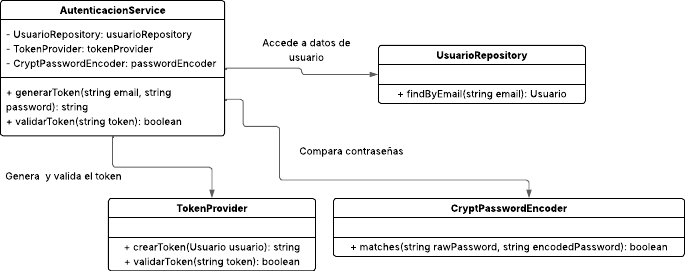 AutenticacionService
- UsuarioRepository: usuarioRepository
- TokenProvider: tokenProvider
- CryptPasswordEncoder: passwordEncoder
+ generarToken(string email, string
password): string
+ validarToken(string token): boolean
Accede a datos de
usuario
UsuarioRepository
+ findByEmail(string email): Usuario
Compara contraseñas
Genera  y valida el token
TokenProvider
+ crearToken(Usuario usuario): string
+ validarToken(string token): boolean
CryptPasswordEncoder
+ matches(string rawPassword, string encodedPassword): boolean